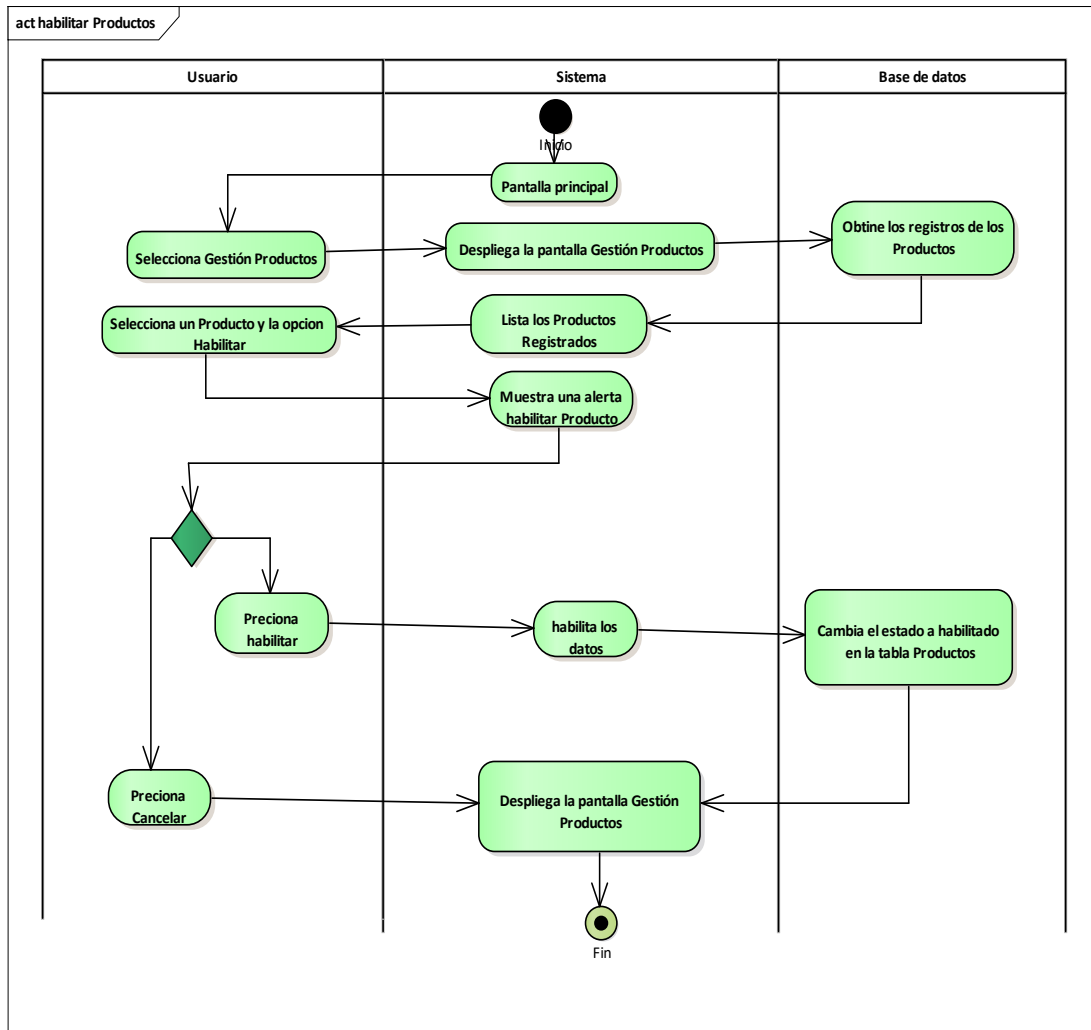 act habilitar Productos
Usuario
Sistema
Base de datos
Inicio
Pantalla principal
Selecciona Gestión Productos
Despliega la pantalla Gestión Productos
Obtine los registros de los
Productos
Selecciona un Producto y la opcion
Habilitar
Lista los Productos
Registrados
Muestra una alerta
habilitar Producto
Preciona
habilitar
habilita los
datos
Cambia el estado a habilitado
en la tabla Productos
Preciona
Cancelar
Despliega la pantalla Gestión
Productos
Fin